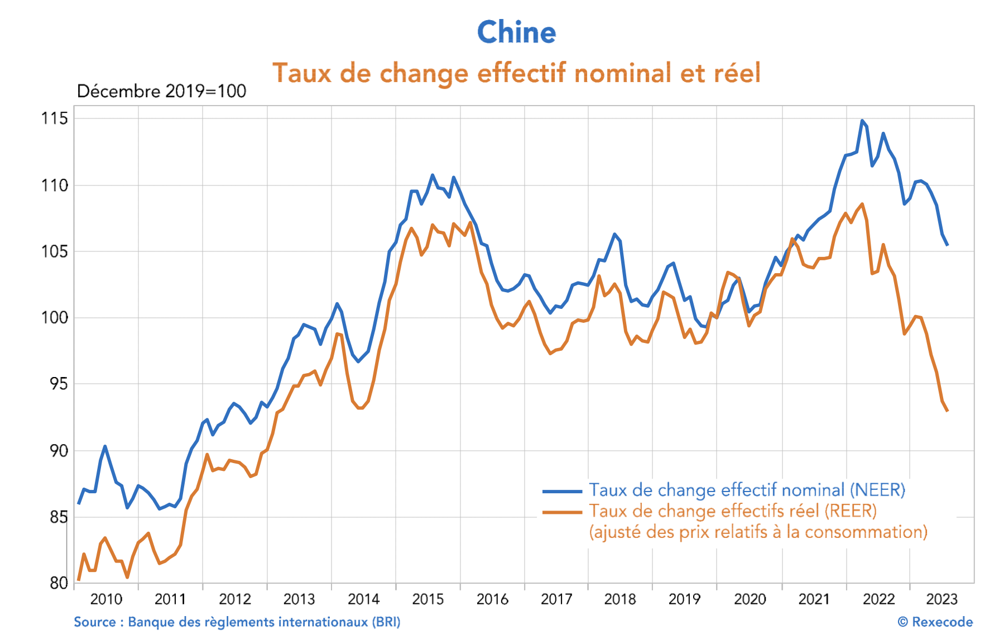 Chine
Taux de change effectif nominal et réel
Décembre 2019=100
115
110
105
100
95
90
85
80
Taux de change effectif nominal (NEER)
Taux de change effectifs réel (REER)
(ajusté des prix relatifs à la consommation)
2010 2011 2012 2013 2014 2015 2016 2017 2018 2019 2020 2021 2022 2023
Source : Banque des règlements internationaux (BRI) © Rexecode